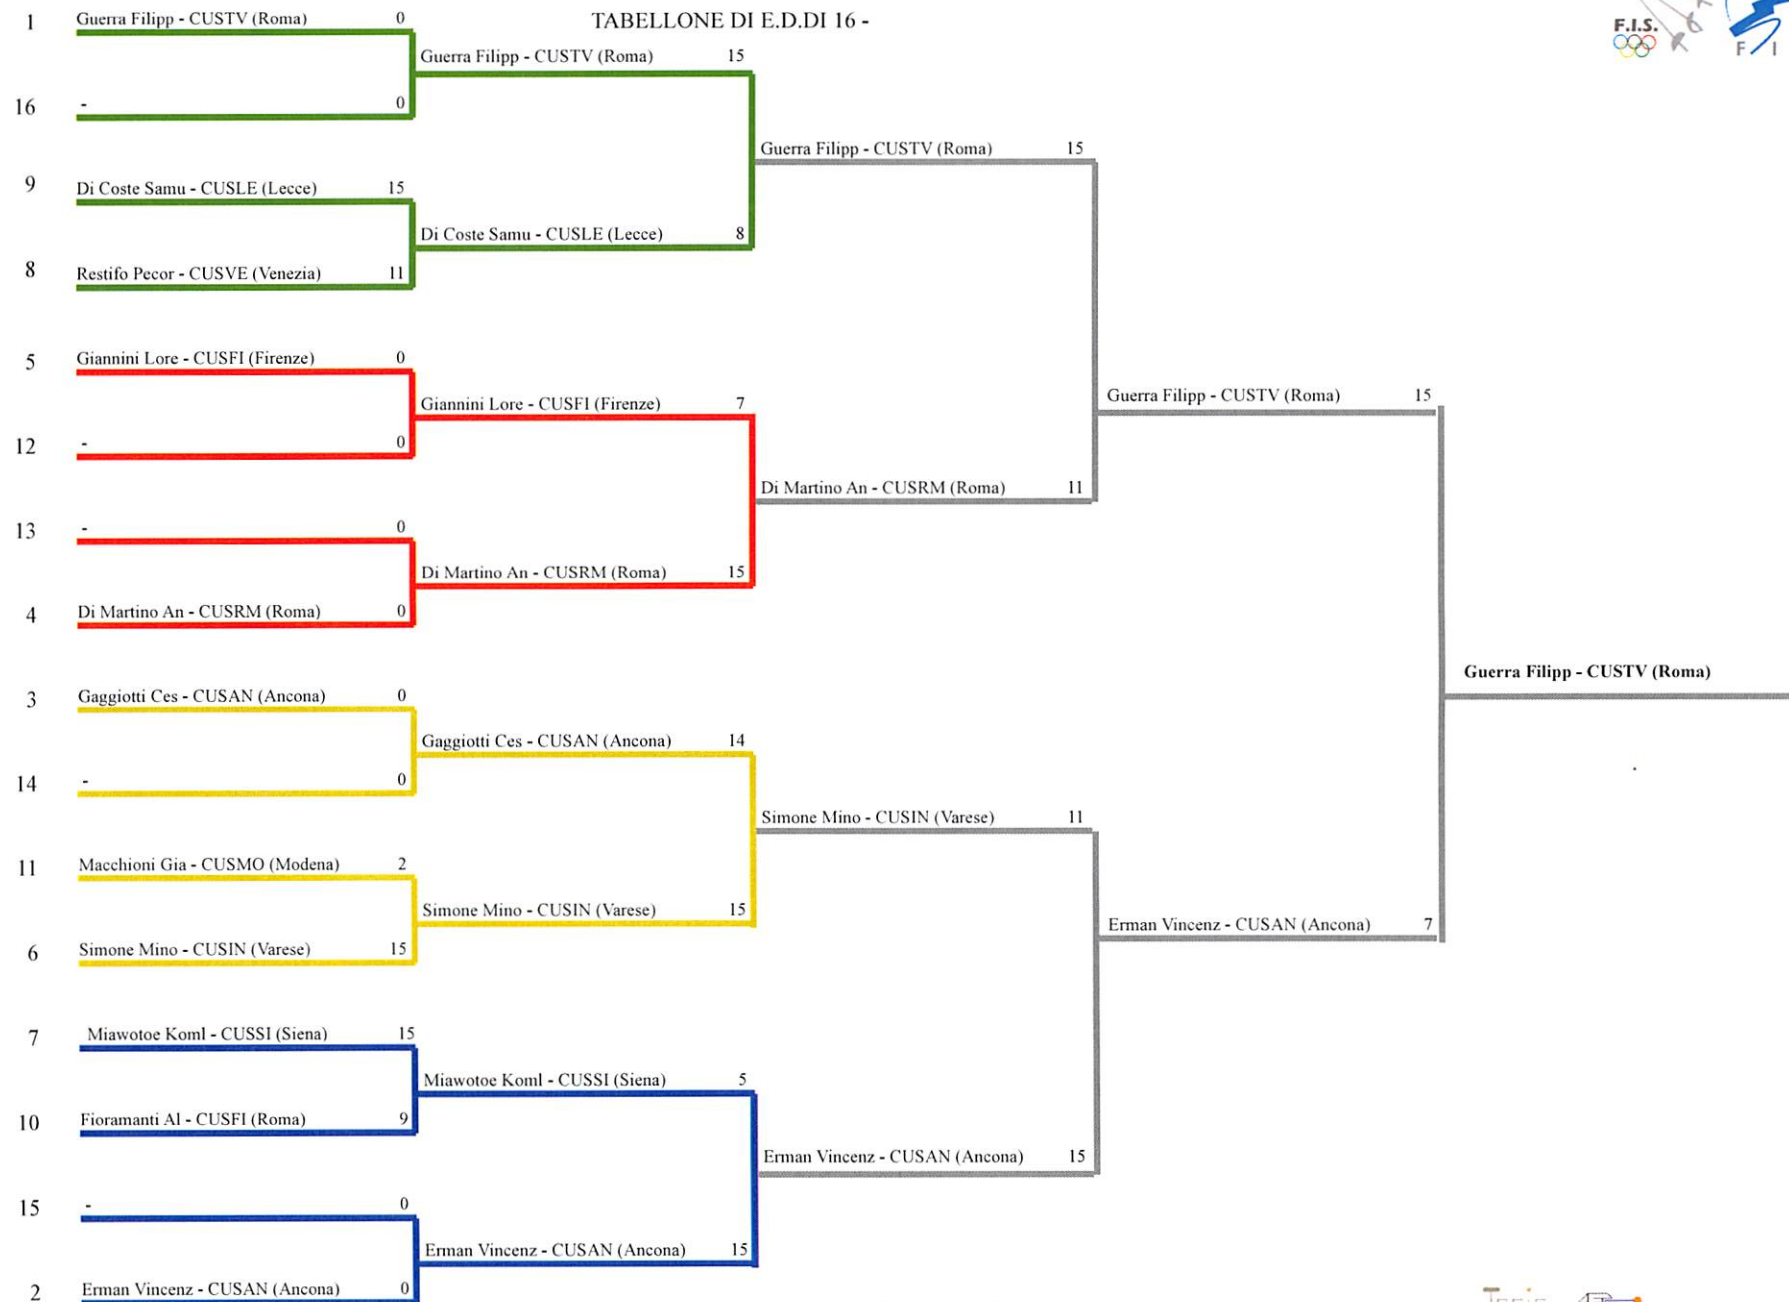 TABELLONE DI E.D.DI 16 -
F.I.S.
F I
1 Guerra Filipp - CUSTV (Roma) 0
Guerra Filipp - CUSTV (Roma) 15
16 - 0
Guerra Filipp - CUSTV (Roma) 15
9 Di Coste Samu - CUSLE (Lecce) 15
Di Coste Samu - CUSLE (Lecce) 8
8 Restifo Pecor - CUSVE (Venezia) 11
5 Giannini Lore - CUSFI (Firenze) 0
Guerra Filipp - CUSTV (Roma) 15
Giannini Lore - CUSFI (Firenze) 7
12 - 0
Di Martino An - CUSRM (Roma) 11
13 - 0
Di Martino An - CUSRM (Roma) 15
4 Di Martino An - CUSRM (Roma) 0
Guerra Filipp - CUSTV (Roma)
3 Gaggiotti Ces - CUSAN (Ancona) 0
Gaggiotti Ces - CUSAN (Ancona) 14
14 - 0
Simone Mino - CUSIN (Varese) 11
11 Macchioni Gia - CUSMO (Modena) 2
Simone Mino - CUSIN (Varese) 15
Erman Vincenz - CUSAN (Ancona) 7
6 Simone Mino - CUSIN (Varese) 15
7 Miawotoe Koml - CUSSI (Siena) 15
Miawotoe Koml - CUSSI (Siena) 5
10 Fioramanti Al - CUSFI (Roma) 9
Erman Vincenz - CUSAN (Ancona) 15
15 - 0
Erman Vincenz - CUSAN (Ancona) 15
2 Erman Vincenz - CUSAN (Ancona) 0